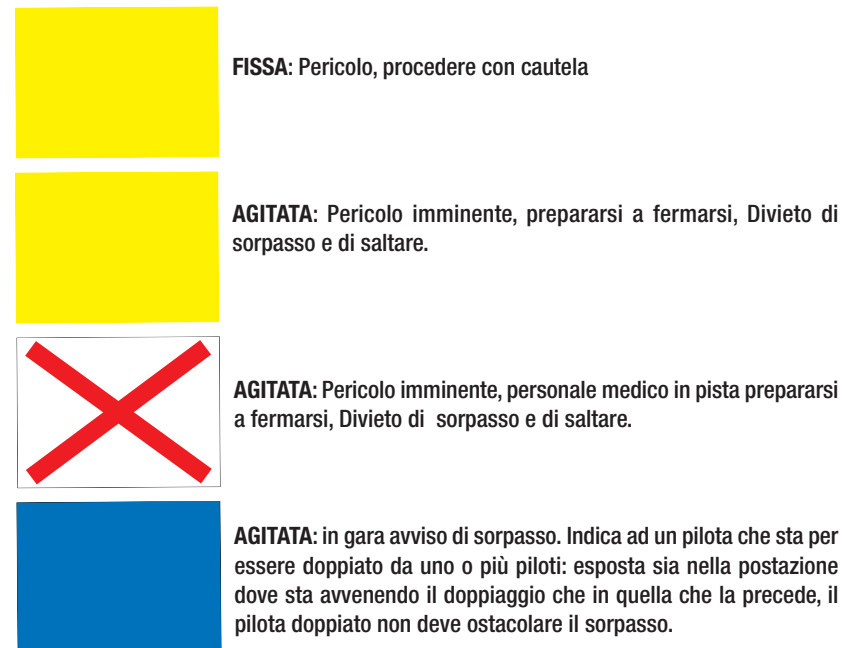 FISSA: Pericolo, procedere con cautela
AGITATA: Pericolo imminente, prepararsi a fermarsi, Divieto di
sorpasso e di saltare.
AGITATA: Pericolo imminente, personale medico in pista prepararsi
a fermarsi, Divieto di sorpasso e di saltare.
AGITATA: in gara avviso di sorpasso. Indica ad un pilota che sta per
essere doppiato da uno o più piloti: esposta sia nella postazione
dove sta avvenendo il doppiaggio che in quella che la precede, il
pilota doppiato non deve ostacolare il sorpasso.